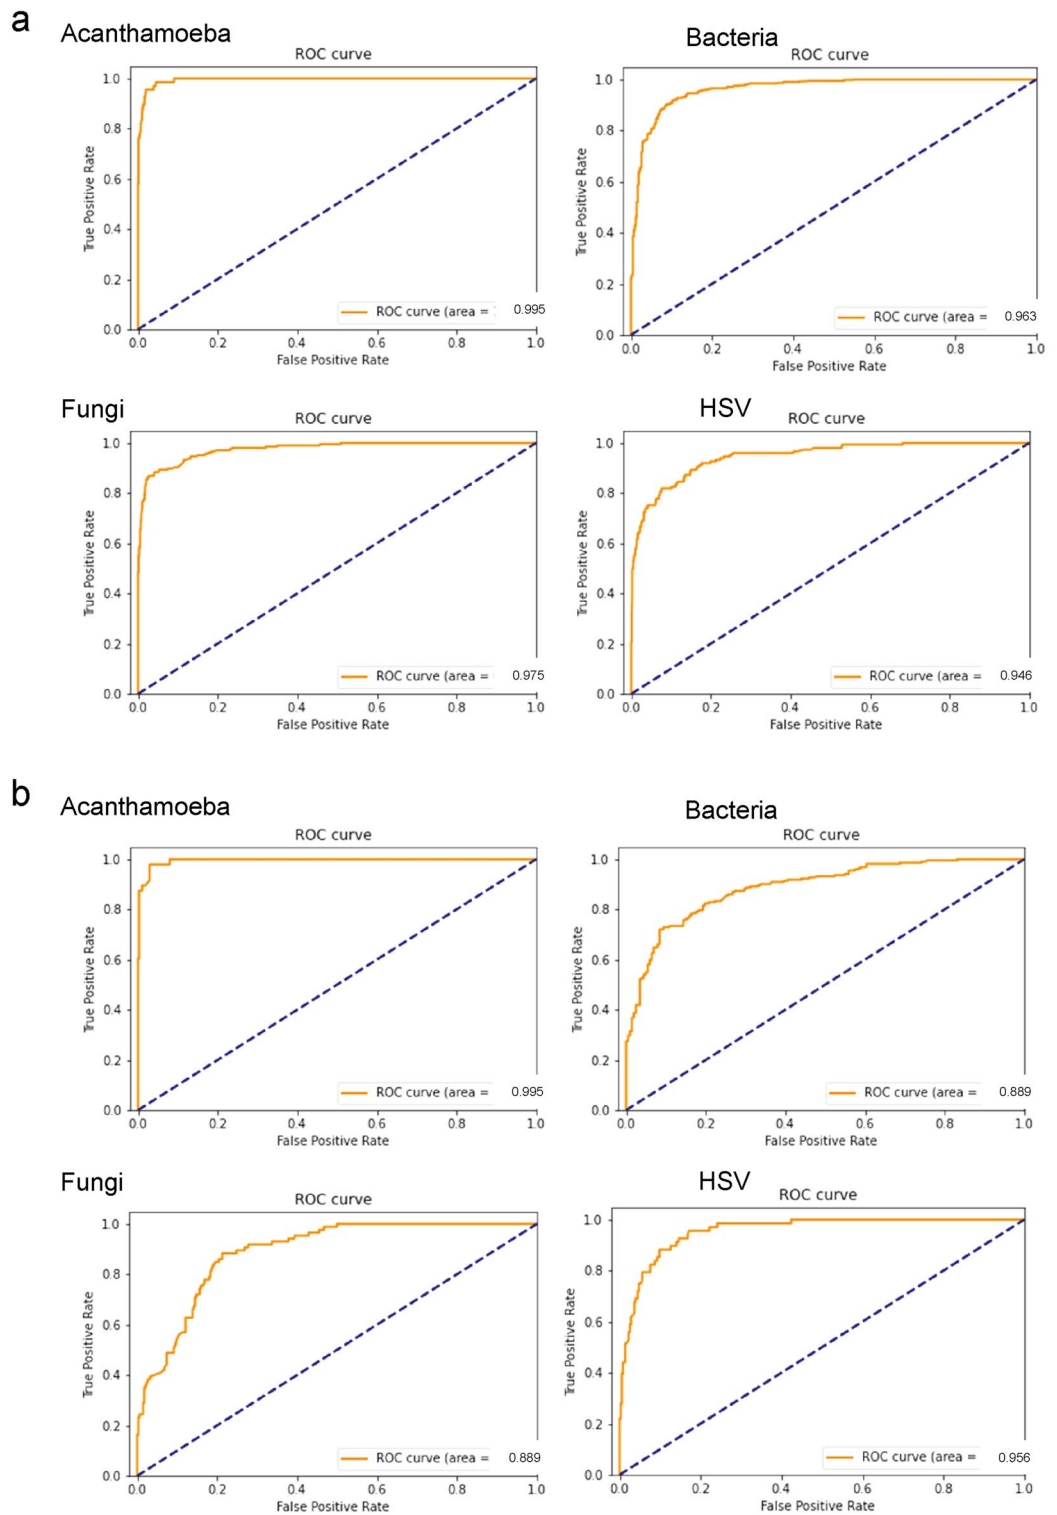 a
Acanthamoeba
ROC curve
1.0
0.8
0.6
0.4
0.2
0.0
True Positive Rate
ROC curve (area =
0.995
0.0 0.2 0.4 0.6 0.8 1.0
False Positive Rate
Bacteria
ROC curve
1.0
0.8
0.6
0.4
0.2
0.0
True Positive Rate
ROC curve (area =
0.963
0.0 0.2 0.4 0.6 0.8 1.0
False Positive Rate
Fungi
ROC curve
1.0
0.8
0.6
0.4
0.2
0.0
True Positive Rate
ROC curve (area =
0.975
0.0 0.2 0.4 0.6 0.8 1.0
False Positive Rate
HSV
ROC curve
1.0
0.8
0.6
0.4
0.2
0.0
True Positive Rate
ROC curve (area =
0.946
0.0 0.2 0.4 0.6 0.8 1.0
False Positive Rate
b
Acanthamoeba
ROC curve
1.0
0.8
0.6
0.4
0.2
0.0
True Positive Rate
ROC curve (area =
0.995
0.0 0.2 0.4 0.6 0.8 1.0
False Positive Rate
Bacteria
ROC curve
1.0
0.8
0.6
0.4
0.2
0.0
True Positive Rate
ROC curve (area =
0.889
0.0 0.2 0.4 0.6 0.8 1.0
False Positive Rate
Fungi
ROC curve
1.0
0.8
0.6
0.4
0.2
0.0
True Positive Rate
ROC curve (area =
0.889
0.0 0.2 0.4 0.6 0.8 1.0
False Positive Rate
HSV
ROC curve
1.0
0.8
0.6
0.4
0.2
0.0
True Positive Rate
ROC curve (area =
0.956
0.0 0.2 0.4 0.6 0.8 1.0
False Positive Rate